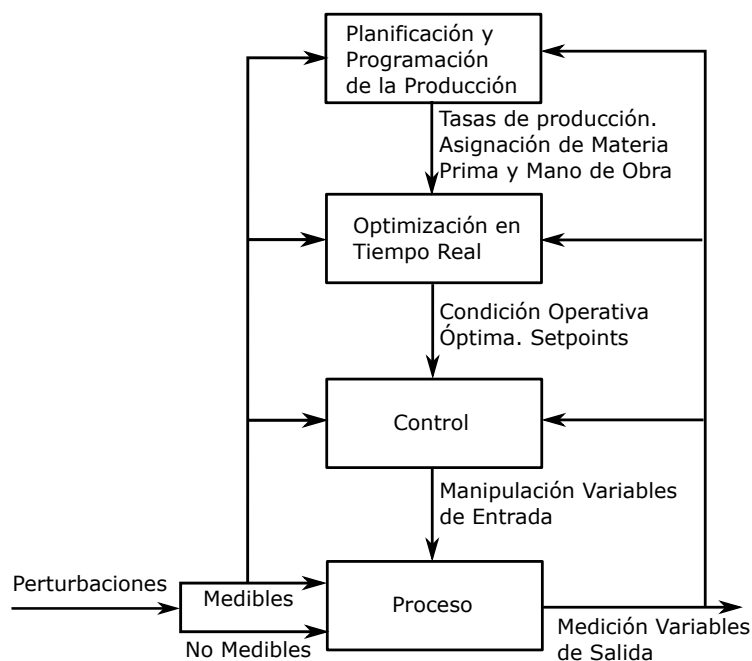 Planificación y
Programación
de la Producción
Tasas de producción.
Asignación de Materia
Prima y Mano de Obra
Optimización en
Tiempo Real
Condición Operativa
Óptima. Setpoints
Control
Manipulación Variables
de Entrada
Perturbaciones
Medibles
No Medibles
Proceso
Medición Variables
de Salida